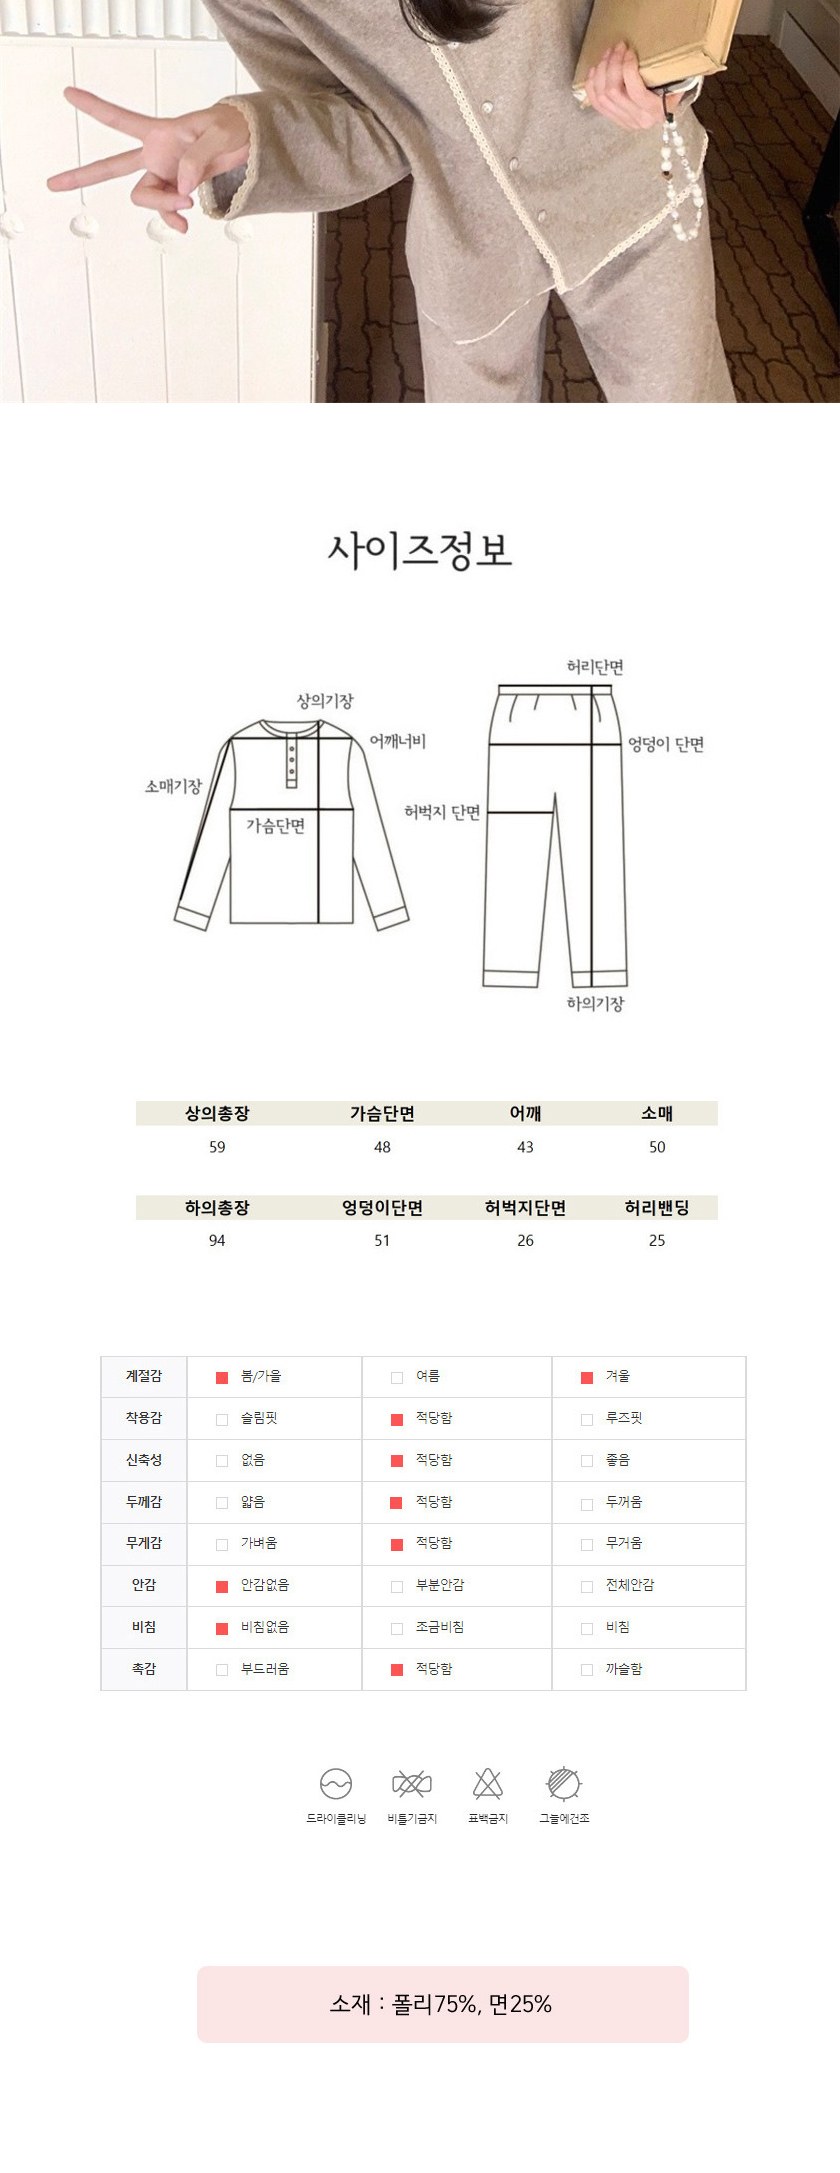 사이즈정보
허리단면
상의기장
어깨너비
엉덩이 단면
소매기장
허벅지 단면
가슴단면
하의기장
상의총장 가슴단면 어깨 소매
59 48 43 50
하의총장 엉덩이단면 허벅지단면 허리밴딩
94 51 26 25
계절감 봄/가을 여름 겨울
착용감 슬림핏 적당함 루즈핏
신축성 없음 적당함 좋음
두께감 얇음 적당함 두꺼움
무게감 가벼움 적당함 무거움
안감 안감없음 부분안감 전체안감
비침 비침없음 조금비침 비침
촉감 부드러움 적당함 까슬함
드라이클리닝 비틀기금지 표백금지 그늘에건조
소재 : 폴리75%, 면25%